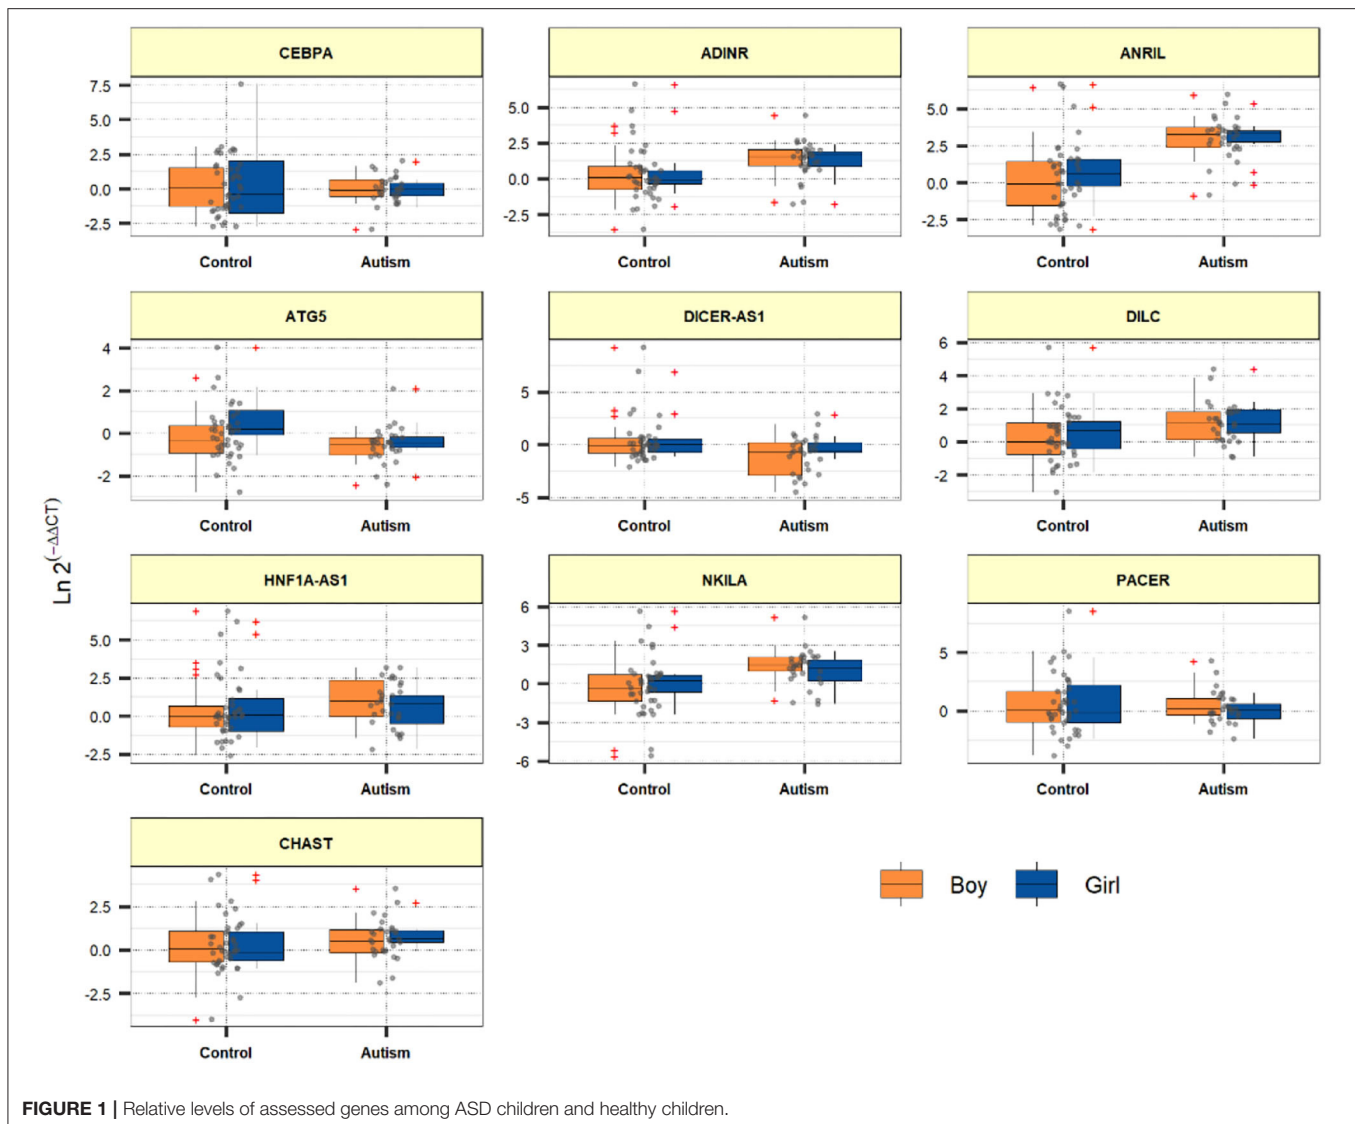 CEBPA
ADINR
ANRIL
7.5
5.0
2.5
0.0
-2.5
5.0
2.5
0.0
-2.5
5.0
2.5
0.0
-2.5
Control
Autism
Control
Autism
Control
Autism
ATG5
DICER-AS1
DILC
4
2
0
-2
5
0
-5
6
4
2
0
-2
Control
Autism
Control
Autism
Control
Autism
Ln 2(−ΔΔCT)
HNF1A-AS1
NKILA
PACER
5.0
2.5
0.0
-2.5
6
3
0
-3
-6
5
0
Control
Autism
Control
Autism
Control
Autism
CHAST
2.5
0.0
-2.5
Control
Autism
Boy
Girl
FIGURE 1 | Relative levels of assessed genes among ASD children and healthy children.